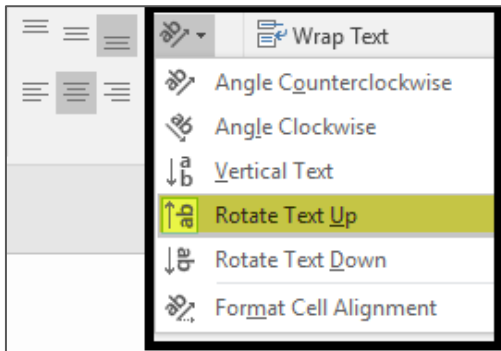 Wrap Text
Angle Counterclockwise
Angle Clockwise
Vertical Text
Rotate Text Up
Rotate Text Down
Format Cell Alignment